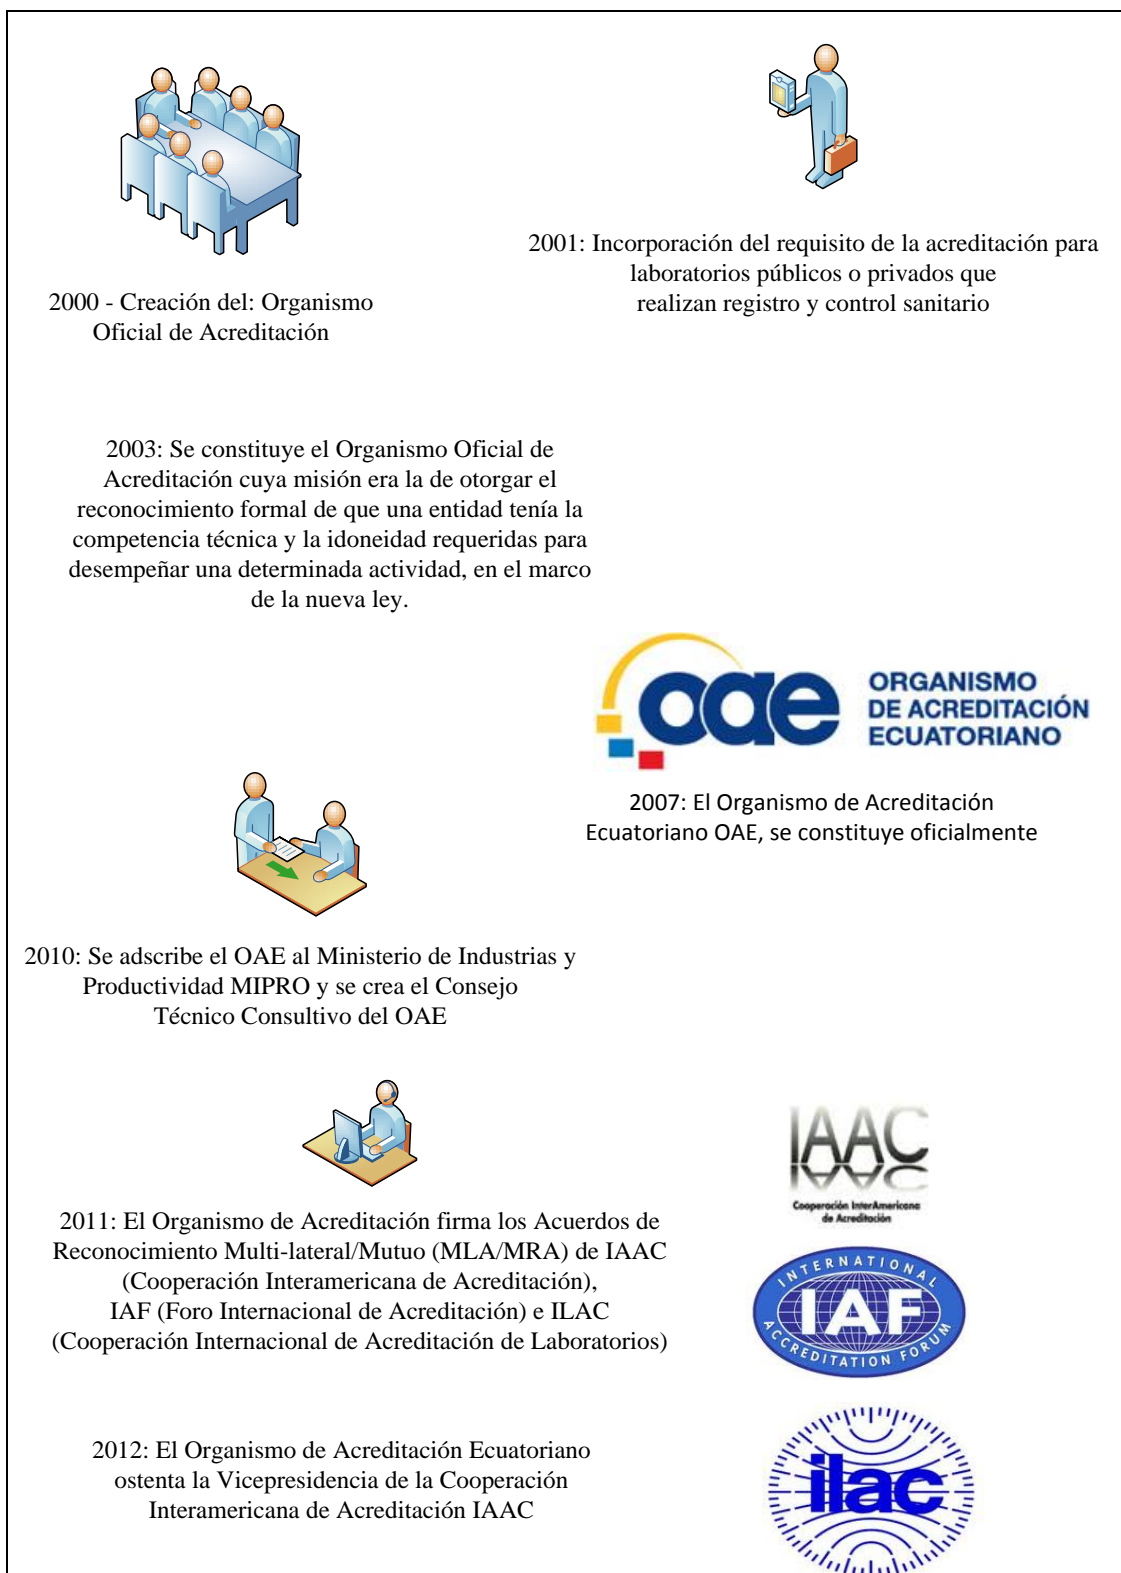 2000 - Creación del: Organismo
Oficial de Acreditación
2001: Incorporación del requisito de la acreditación para
laboratorios públicos o privados que
realizan registro y control sanitario
2003: Se constituye el Organismo Oficial de
Acreditación cuya misión era la de otorgar el
reconocimiento formal de que una entidad tenía la
competencia técnica y la idoneidad requeridas para
desempeñar una determinada actividad, en el marco
de la nueva ley.
oae
ORGANISMO
DE ACREDITACIÓN
ECUATORIANO
2007: El Organismo de Acreditación
Ecuatoriano OAE, se constituye oficialmente
2010: Se adscribe el OAE al Ministerio de Industrias y
Productividad MIPRO y se crea el Consejo
Técnico Consultivo del OAE
2011: El Organismo de Acreditación firma los Acuerdos de
Reconocimiento Multi-lateral/Mutuo (MLA/MRA) de IAAC
(Cooperación Interamericana de Acreditación),
IAF (Foro Internacional de Acreditación) e ILAC
(Cooperación Internacional de Acreditación de Laboratorios)
IAAC
Cooperación InterAmericana
de Acreditación
INTERNATIONAL
IAF
ACCREDITATION FORUM
2012: El Organismo de Acreditación Ecuatoriano
ostenta la Vicepresidencia de la Cooperación
Interamericana de Acreditación IAAC
ilac